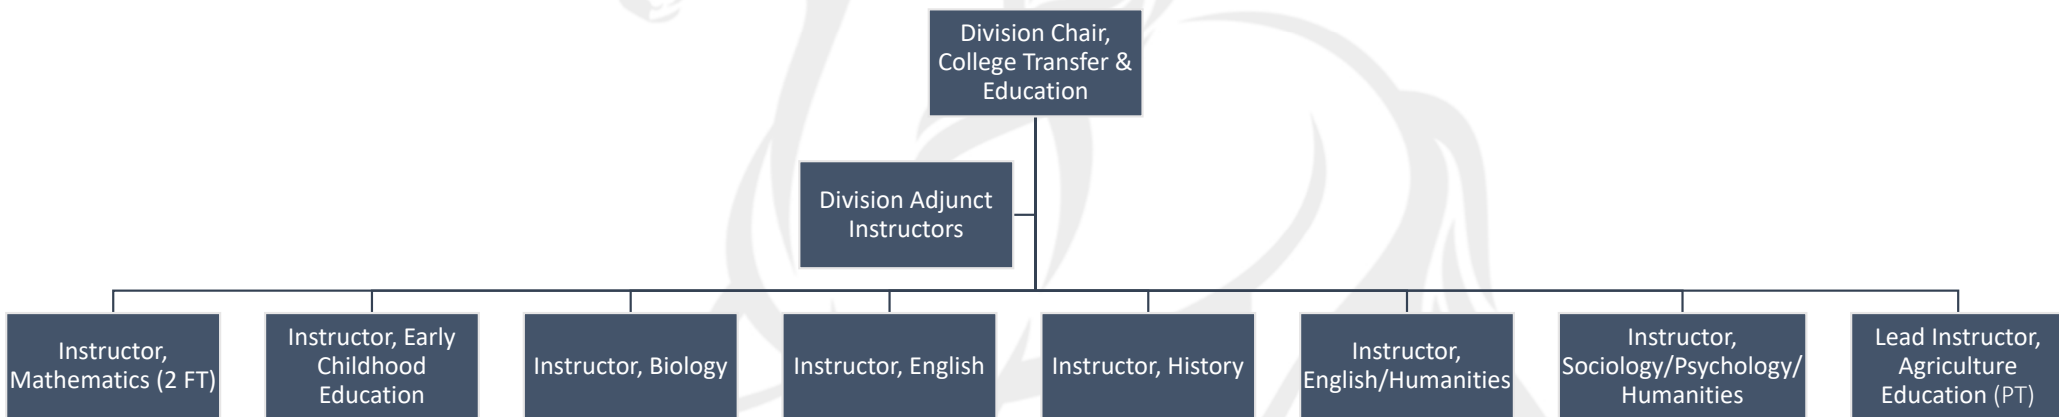 Division Chair,
College Transfer &
Education
Division Adjunct
Instructors
Instructor,
Mathematics (2 FT)
Instructor, Early
Childhood
Education
Instructor, Biology
Instructor, English
Instructor, History
Instructor,
English/Humanities
Instructor,
Sociology/Psychology/
Humanities
Lead Instructor,
Agriculture
Education (PT)